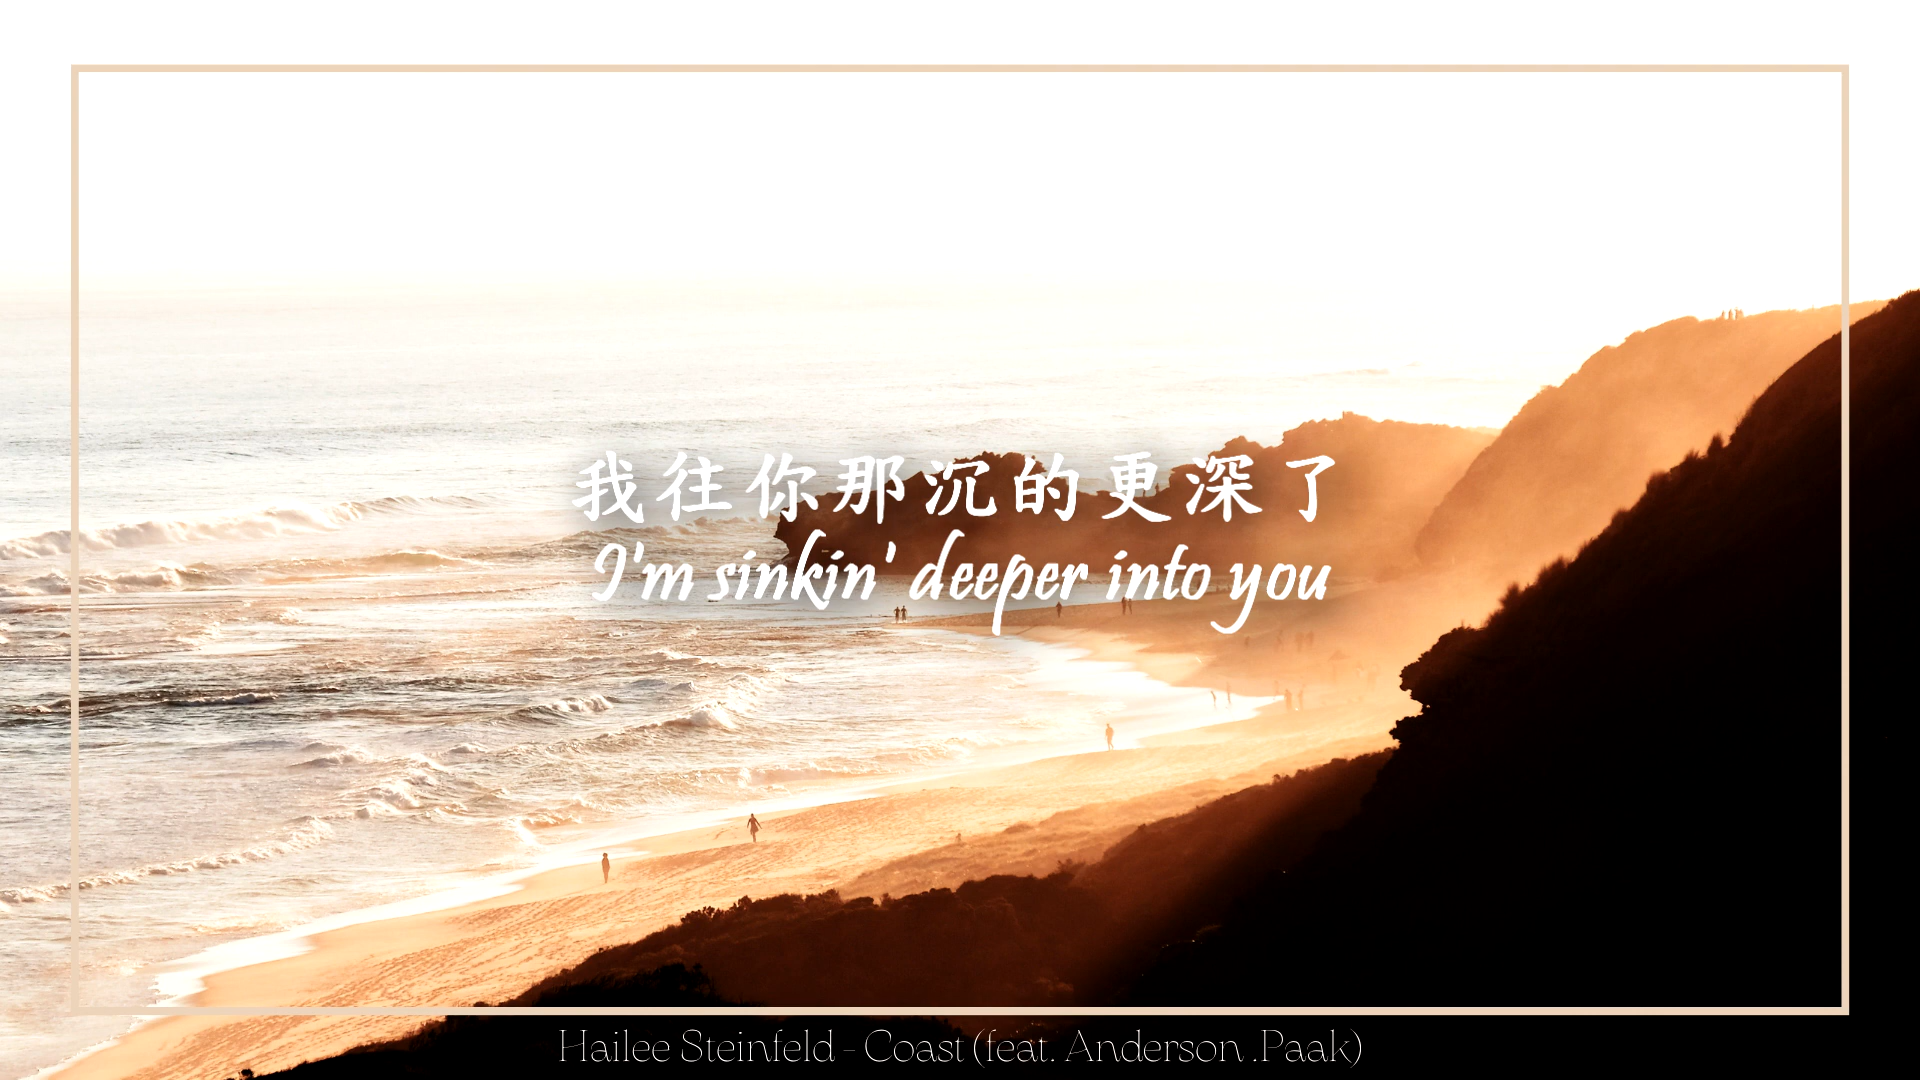 我往你那沉的更深了
I'm sinkin' deeper into you
Hailee Steinfeld - Coast (feat. Anderson .Paak)